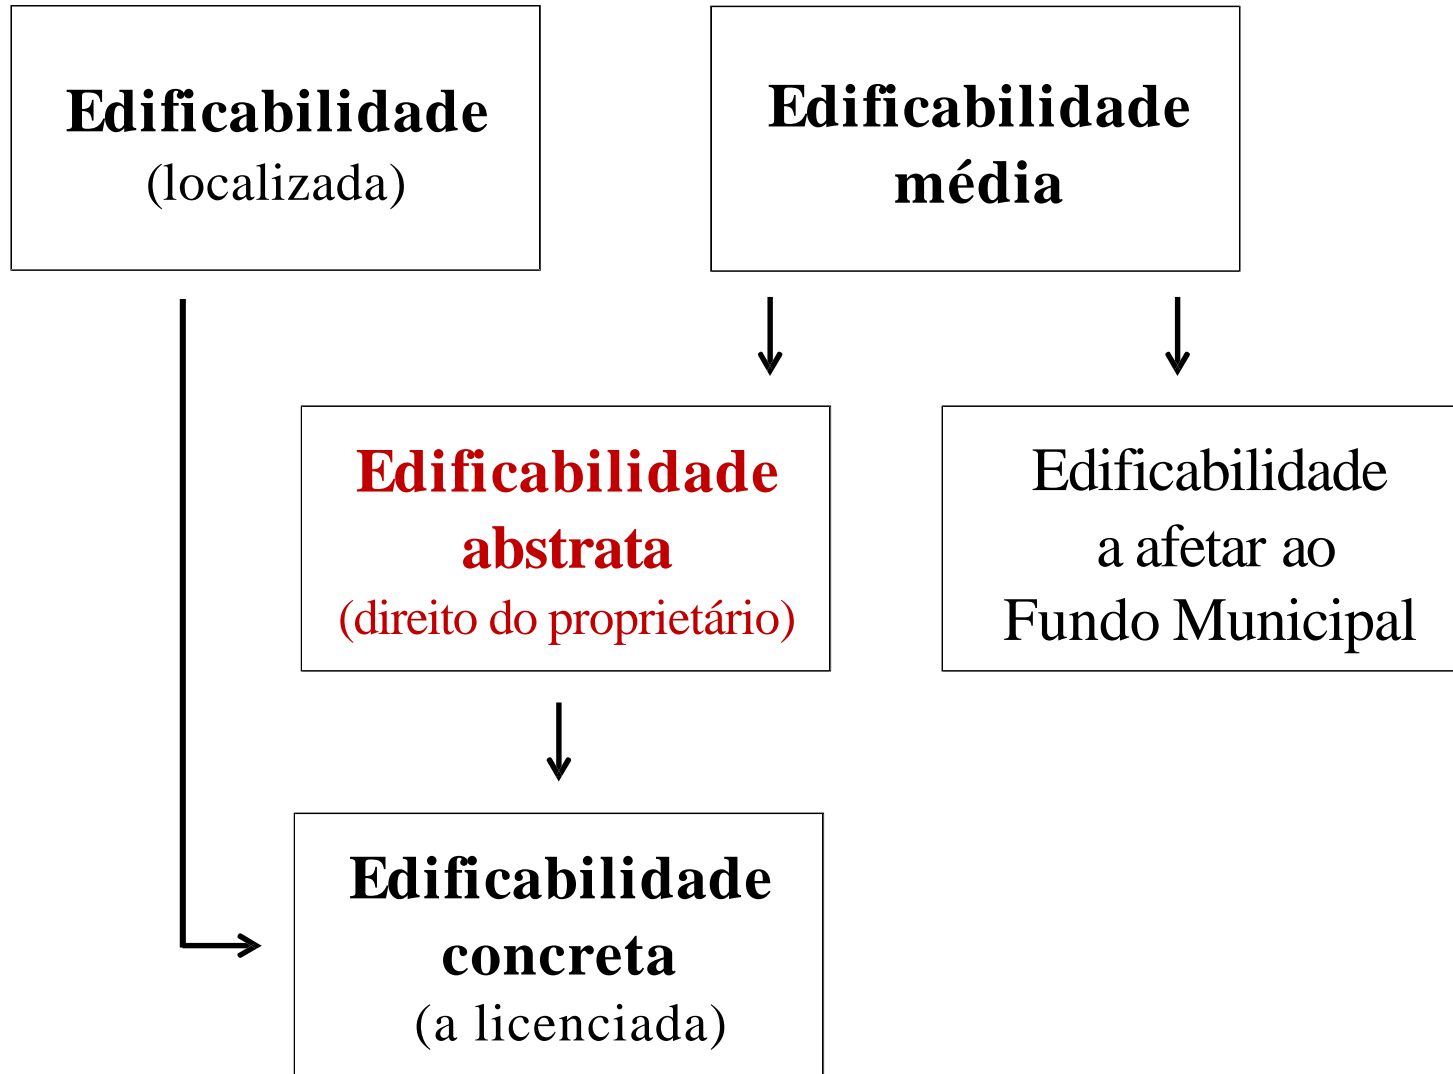 Edificabilidade
(localizada)
Edificabilidade
média
Edificabilidade
abstrata
(direito do proprietário)
Edificabilidade
a afetar ao
Fundo Municipal
Edificabilidade
concreta
(a licenciada)